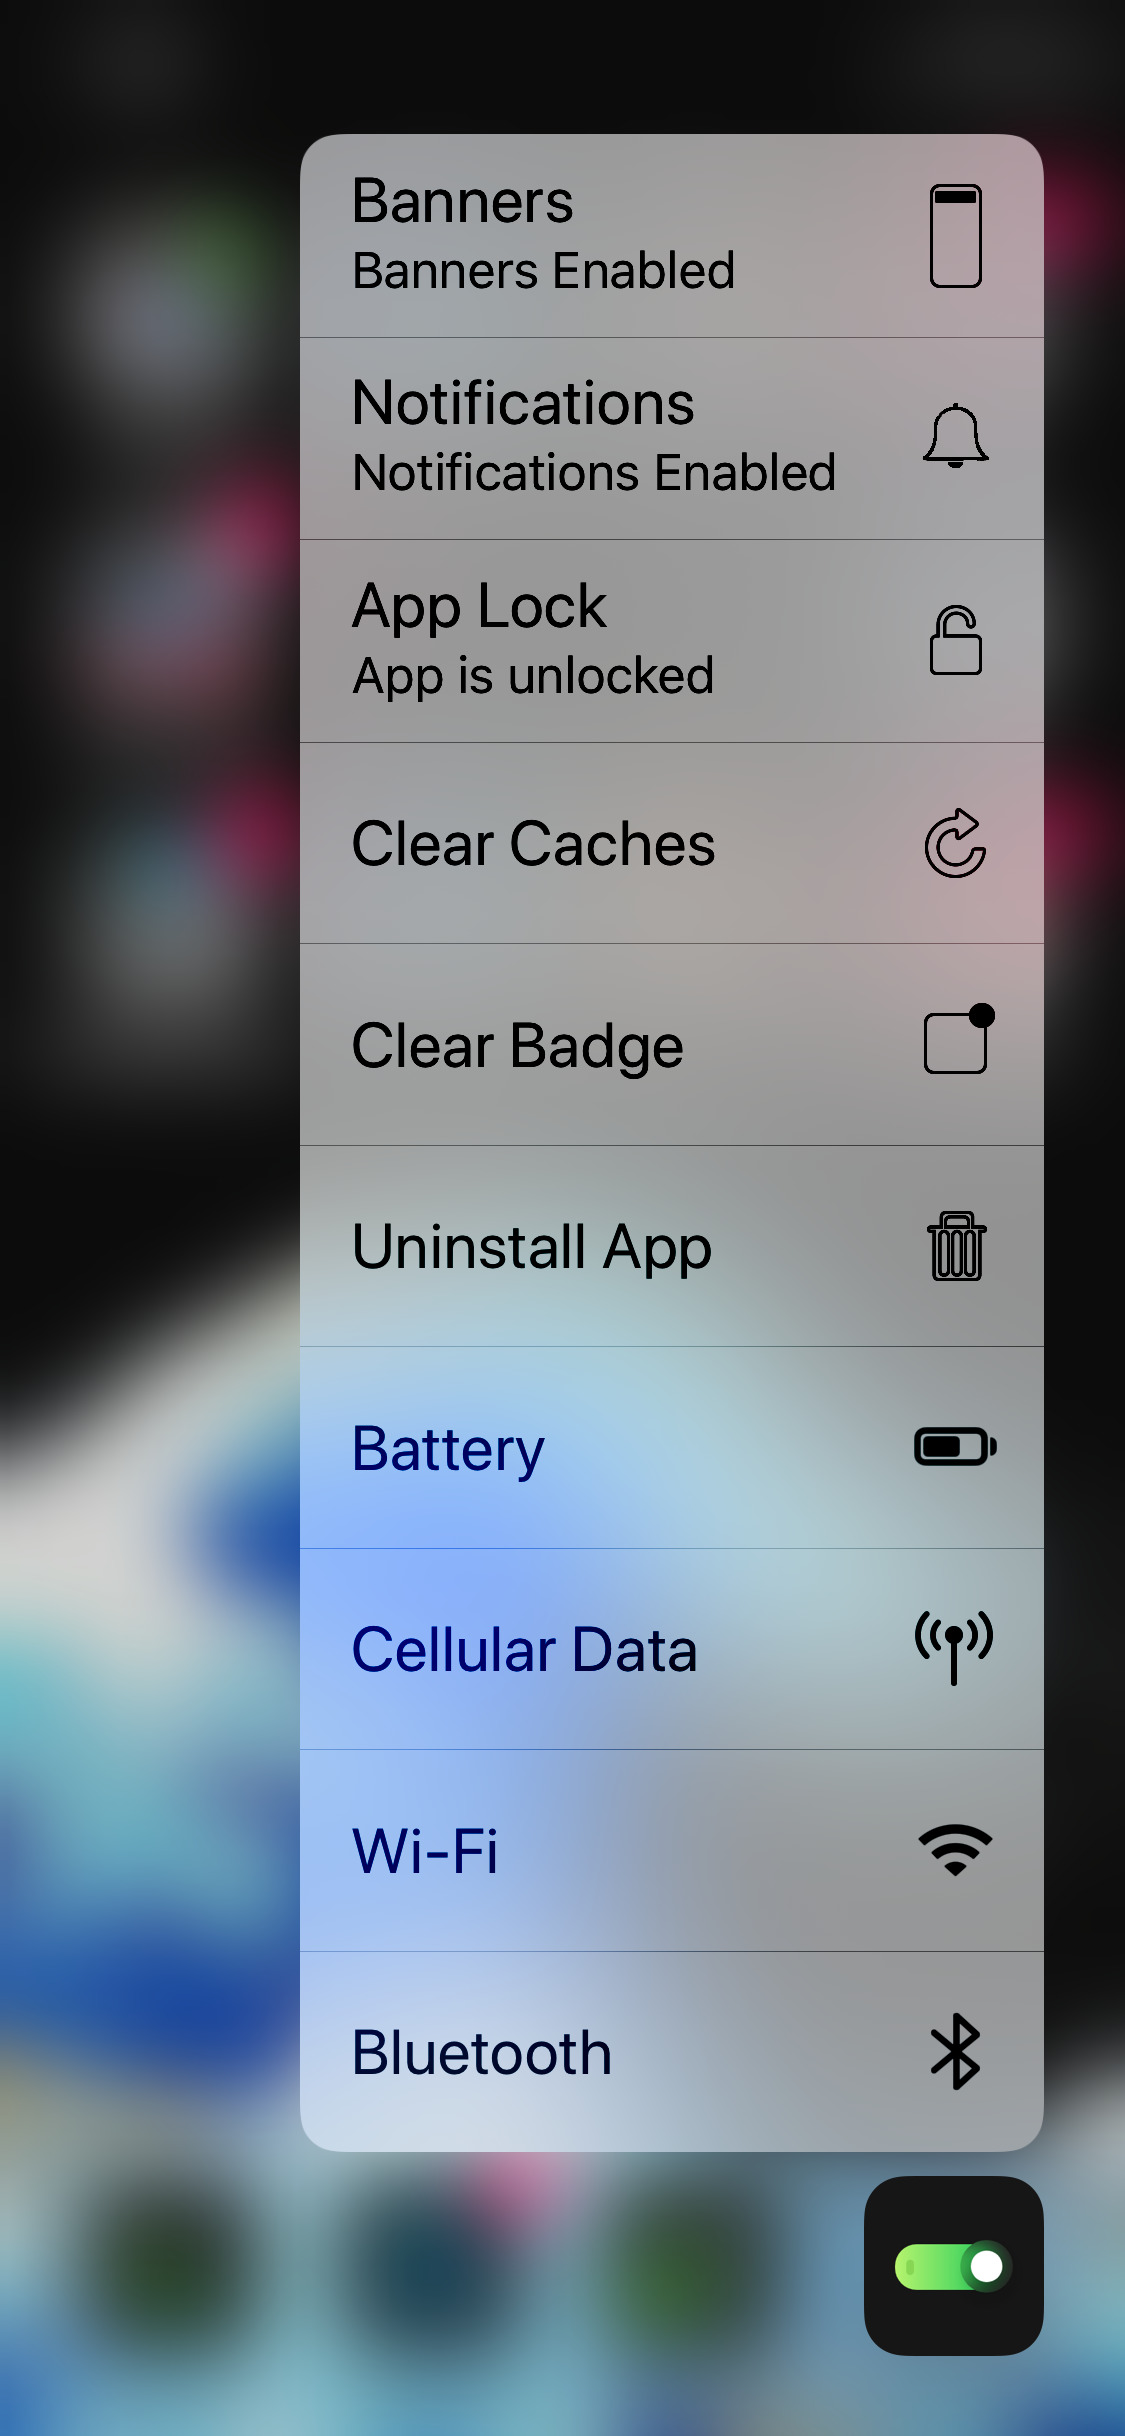 Banners
Banners Enabled
Notifications
Notifications Enabled
App Lock
App is unlocked
Clear Caches
Clear Badge
Uninstall App
Battery
Cellular Data
Wi-Fi
Bluetooth